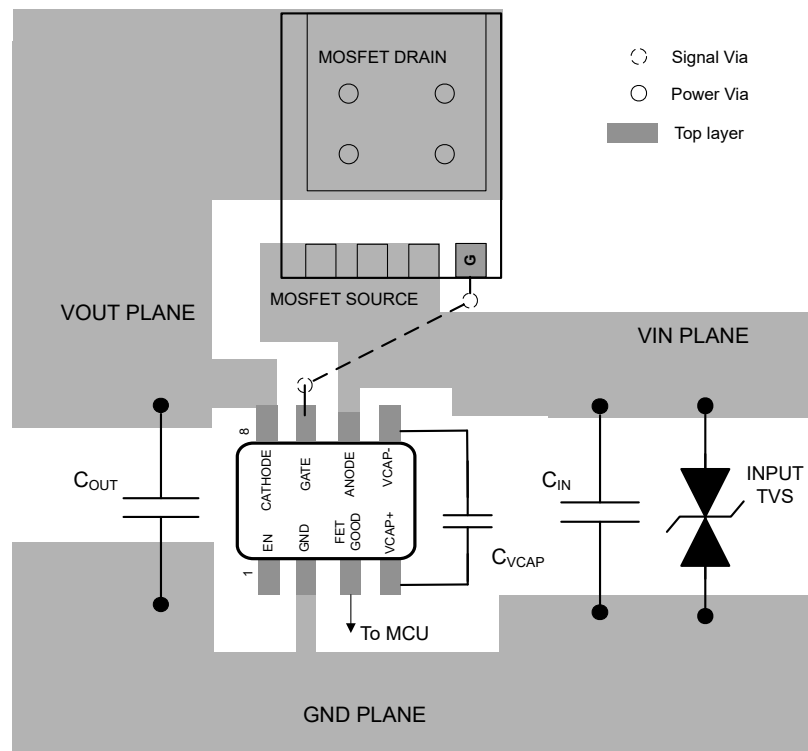 MOSFET DRAIN
Signal Via
Power Via
Top layer
G
MOSFET SOURCE
VOUT PLANE
VIN PLANE
8
CATHODE
GATE
ANODE
VCAP-
COUT
CIN
INPUT
TVS
EN
GND
FET
GOOD
VCAP+
CVCAP
1
To MCU
GND PLANE